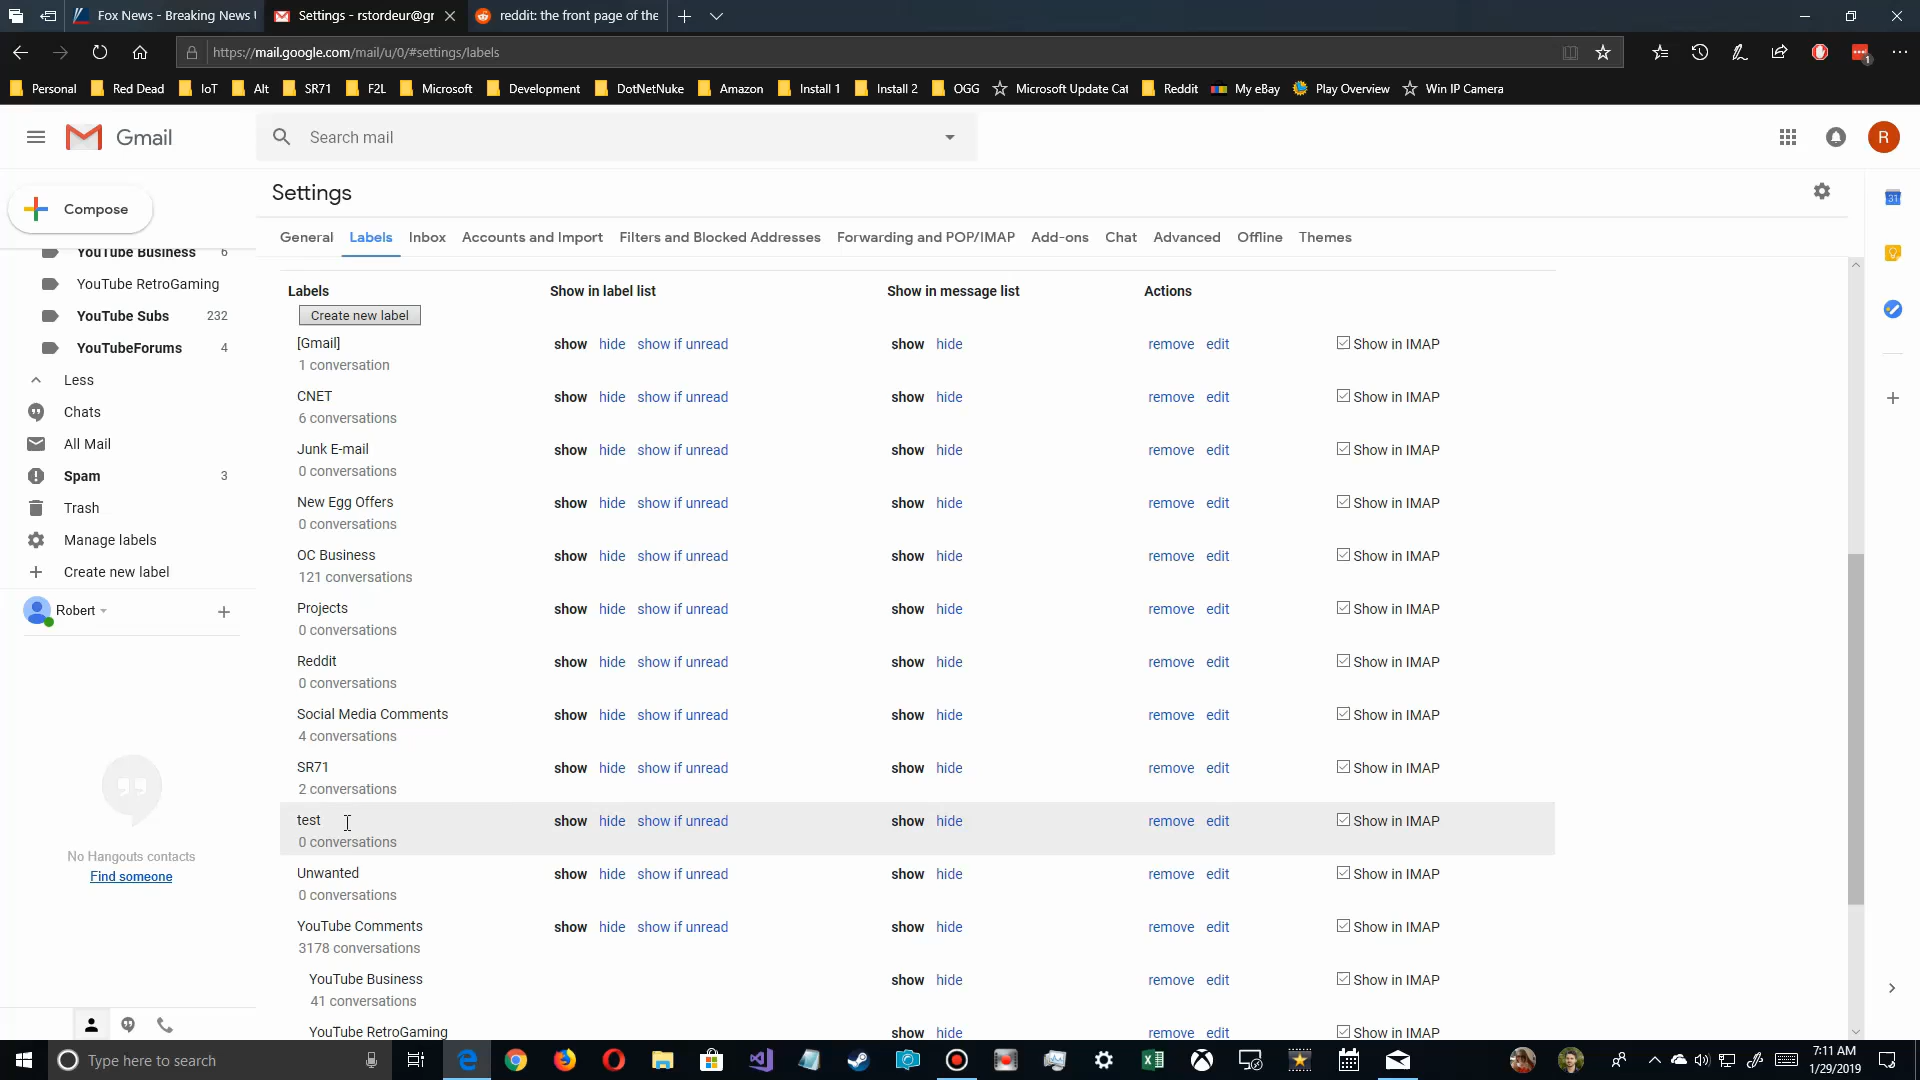 Fox News - Breaking News
Settings - rstordeur@gr
reddit: the front page of the
https://mail.google.com/mail/u/0/#settings/labels
1
Personal
Red Dead
IoT
Alt
SR71
F2L
Microsoft
Development
DotNetNuke
Amazon
Install 1
Install 2
OGG
Microsoft Update Cat
Reddit
My eBay
Play Overview
Win IP Camera
Gmail
Search mail
R
Compose
Settings
31
General Labels Inbox Accounts and Import Filters and Blocked Addresses Forwarding and POP/IMAP Add-ons Chat Advanced Offline Themes
YouTube Business 6
YouTube RetroGaming
YouTube Subs 232
YouTubeForums 4
Less
Chats
All Mail
Spam 3
Trash
Manage labels
Create new label
Robert
No Hangouts contacts
Find someone
Labels Show in label list Show in message list Actions
Create new label
[Gmail] show hide show if unread show hide remove edit Show in IMAP
1 conversation
CNET show hide show if unread show hide remove edit Show in IMAP
6 conversations
Junk E-mail show hide show if unread show hide remove edit Show in IMAP
0 conversations
New Egg Offers show hide show if unread show hide remove edit Show in IMAP
0 conversations
OC Business show hide show if unread show hide remove edit Show in IMAP
121 conversations
Projects show hide show if unread show hide remove edit Show in IMAP
0 conversations
Reddit show hide show if unread show hide remove edit Show in IMAP
0 conversations
Social Media Comments show hide show if unread show hide remove edit Show in IMAP
4 conversations
SR71 show hide show if unread show hide remove edit Show in IMAP
2 conversations
test show hide show if unread show hide remove edit Show in IMAP
0 conversations
Unwanted show hide show if unread show hide remove edit Show in IMAP
0 conversations
YouTube Comments show hide show if unread show hide remove edit Show in IMAP
3178 conversations
YouTube Business show hide remove edit Show in IMAP
41 conversations
YouTube RetroGaming show hide remove edit Show in IMAP
Type here to search
7:11 AM
1/29/2019